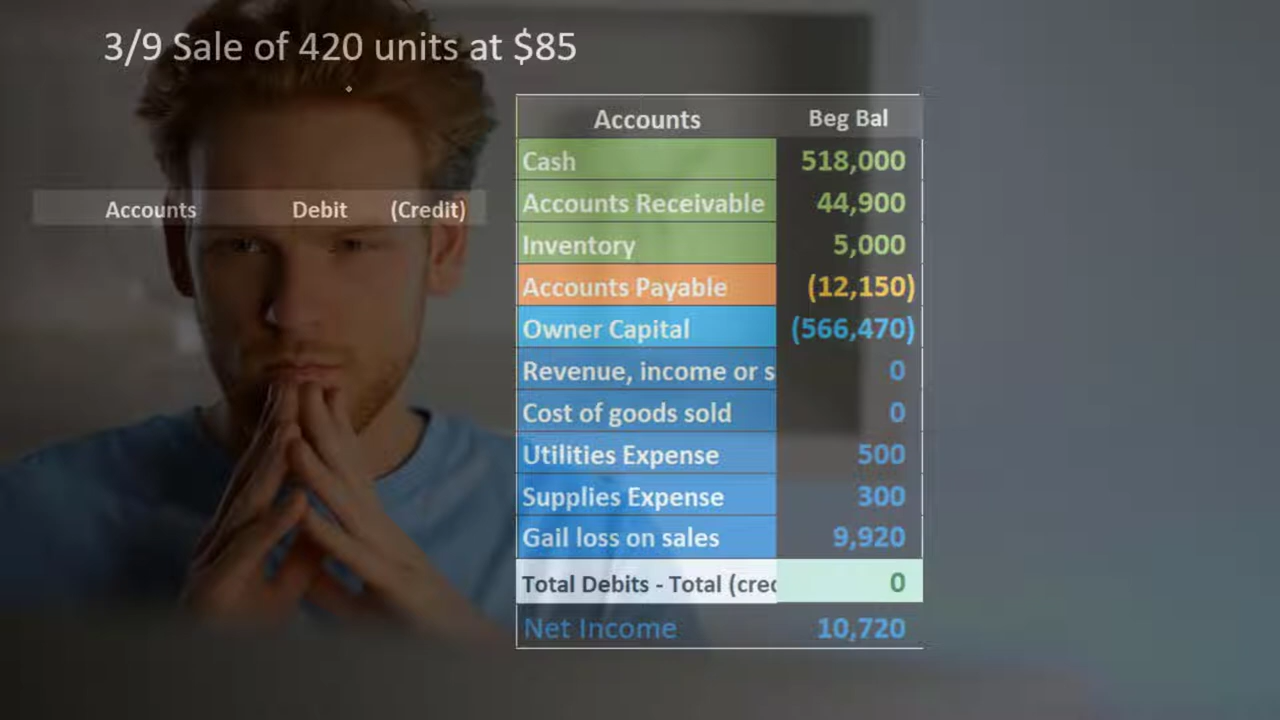 3/9 Sale of 420 units at $85
Accounts Debit (Credit)
Accounts Beg Bal
Cash 518,000
Accounts Receivable 44,900
Inventory 5,000
Accounts Payable (12,150)
Owner Capital (566,470)
Revenue, income or s 0
Cost of goods sold 0
Utilities Expense 500
Supplies Expense 300
Gail loss on sales 9,920
Total Debits - Total (cred 0
Net Income 10,720